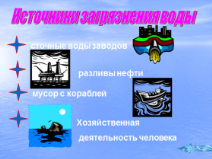 Источники загрязнения воды
сточные воды заводов
разливы нефти
мусор с кораблей
Хозяйственная
деятельность человека